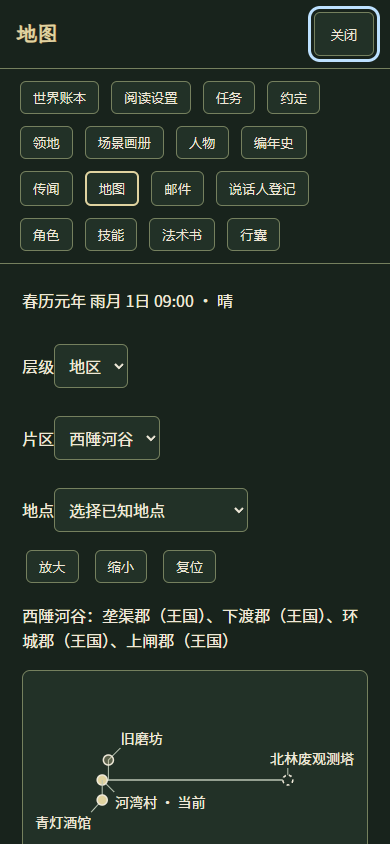 地图
关闭
世界账本 阅读设置 任务 约定
领地 场景画册 人物 编年史
传闻 地图 邮件 说话人登记
角色 技能 法术书 行囊
春历元年 雨月 1日 09:00 · 晴
层级 地区
片区 西陲河谷
地点 选择已知地点
放大 缩小 复位
西陲河谷：垄渠郡（王国）、下渡郡（王国）、环
城郡（王国）、上闸郡（王国）
旧磨坊
北林废观测塔
河湾村 · 当前
青灯酒馆